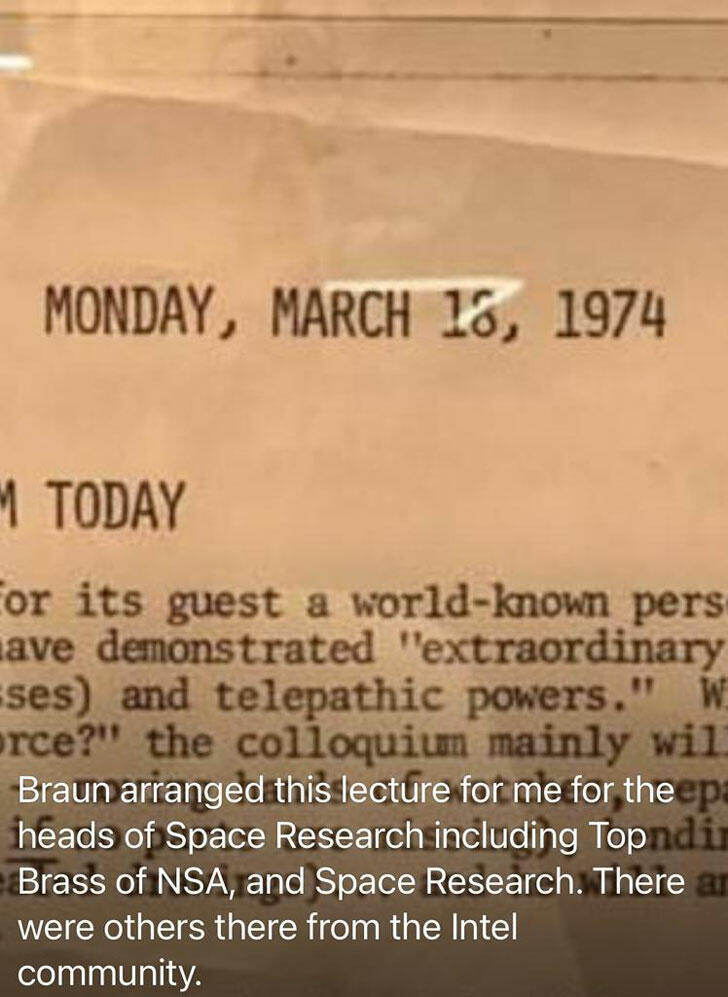 MONDAY, MARCH 18, 1974
M TODAY
for its guest a world-known pers
ave demonstrated "extraordinary
ses) and telepathic powers." W
orce?" the colloquium mainly wil
Braun arranged this lecture for me for the
heads of Space Research including Top
Brass of NSA, and Space Research. There
were others there from the Intel
community.